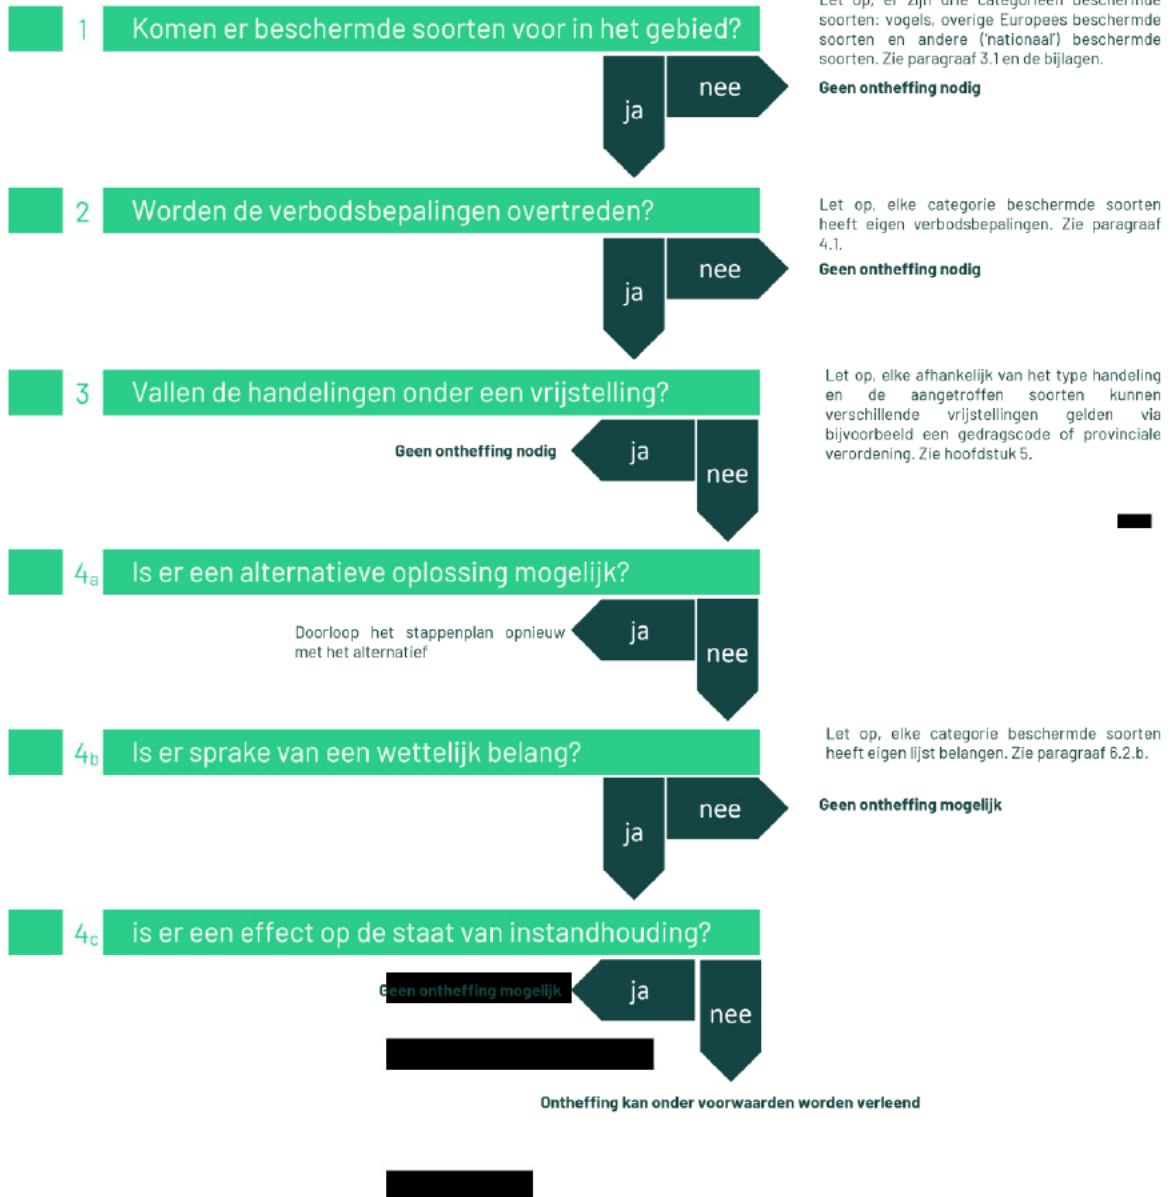 Let op, er zijn drie categorieën beschermde
soorten: vogels, overige Europees beschermde
soorten en andere ('nationaal') beschermde
soorten. Zie paragraaf 3.1 en de bijlagen.
1 Komen er beschermde soorten voor in het gebied?
nee
Geen ontheffing nodig
ja
2 Worden de verbodsbepalingen overtreden?
Let op, elke categorie beschermde soorten
heeft eigen verbodsbepalingen. Zie paragraaf
4.1.
nee
Geen ontheffing nodig
ja
3 Vallen de handelingen onder een vrijstelling?
Let op, elke afhankelijk van het type handeling
en de aangetroffen soorten kunnen
verschillende vrijstellingen gelden via
bijvoorbeeld een gedragscode of provinciale
verordening. Zie hoofdstuk 5.
Geen ontheffing nodig
ja
nee
4a Is er een alternatieve oplossing mogelijk?
Doorloop het stappenplan opnieuw
met het alternatief
ja
nee
4b Is er sprake van een wettelijk belang?
Let op, elke categorie beschermde soorten
heeft eigen lijst belangen. Zie paragraaf 6.2.b.
nee
Geen ontheffing mogelijk
ja
4c is er een effect op de staat van instandhouding?
Geen ontheffing mogelijk
ja
nee
Ontheffing kan onder voorwaarden worden verleend